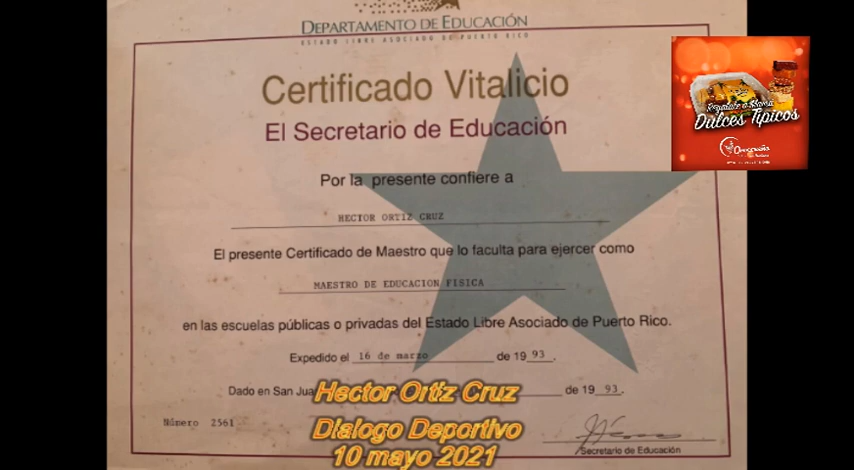 DEPARTAMENTO DE EDUCACIÓN
ESTADO LIBRE ASOCIADO DE PUERTO RICO
Certificado Vitalicio
El Secretario de Educación
Por la presente confiere a
HECTOR ORTIZ CRUZ
El presente Certificado de Maestro que lo faculta para ejercer como
MAESTRO DE EDUCACION FISICA
en las escuelas públicas o privadas del Estado Libre Asociado de Puerto Rico.
Expedido el 16 de marzo de 19 93.
Dado en San Jua de 19 93.
Número 2561
Secretario de Educación
Hector Ortiz Cruz
Dialogo Deportivo
10 mayo 2021
Regálale a Mamá
Dulces Típicos